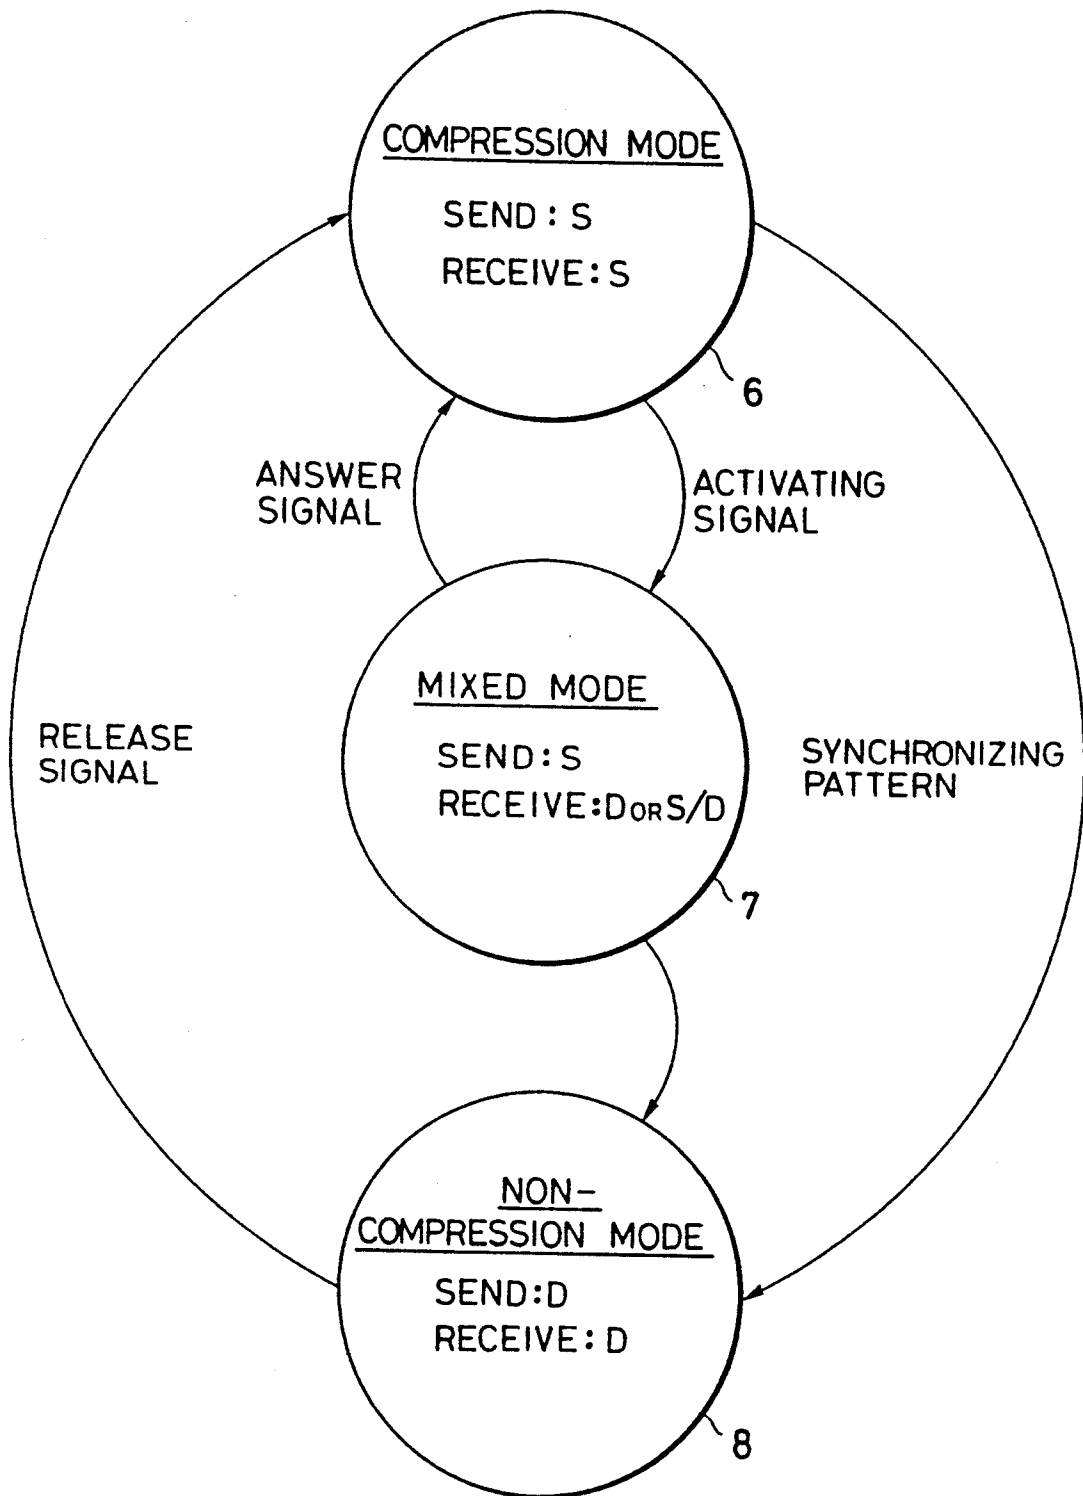 COMPRESSION MODE
SEND: S
RECEIVE: S
6
ANSWER
SIGNAL
ACTIVATING
SIGNAL
MIXED MODE
SEND: S
RECEIVE: D OR S/D
7
RELEASE
SIGNAL
SYNCHRONIZING
PATTERN
NON-
COMPRESSION MODE
SEND: D
RECEIVE: D
8